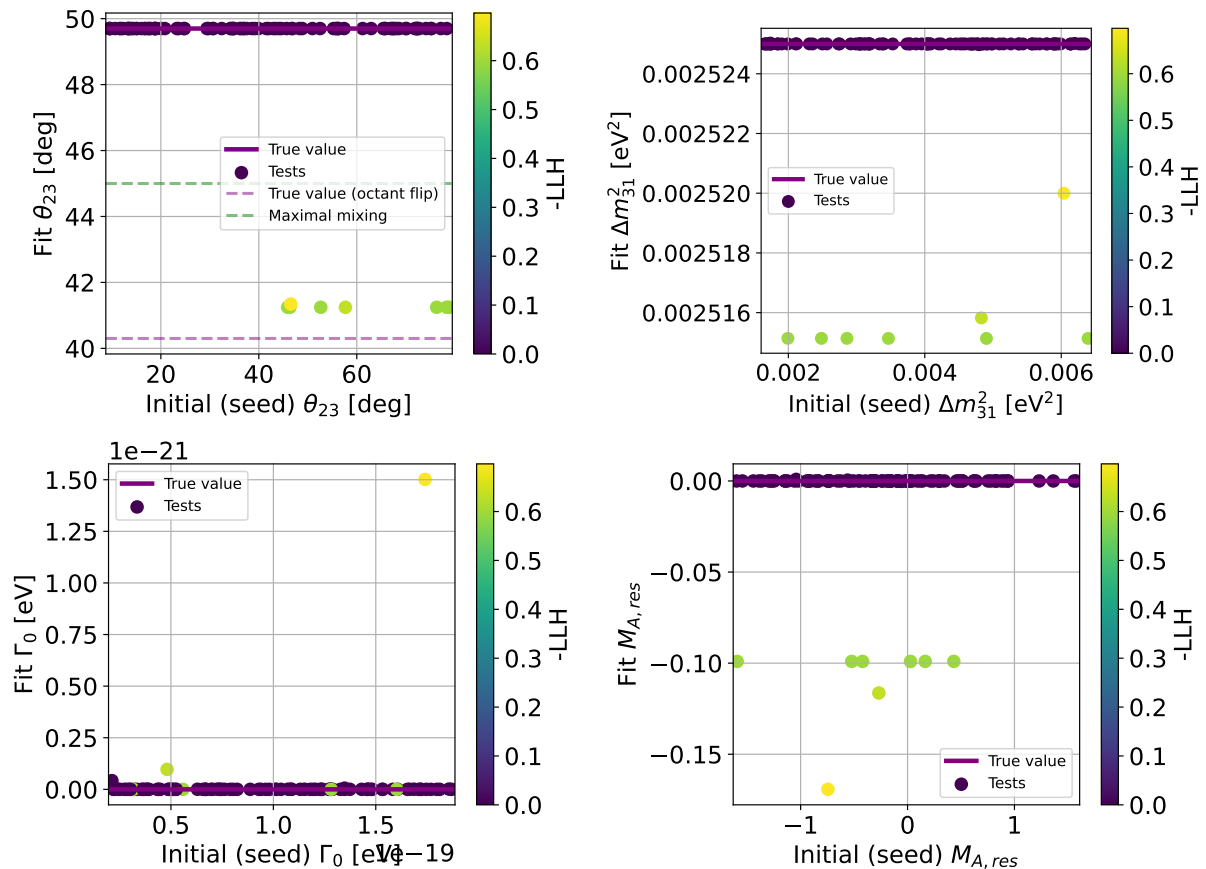 50
48
46
44
42
40
Fit θ23 [deg]
True value
Tests
True value (octant flip)
Maximal mixing
20
40
60
Initial (seed) θ23 [deg]
0.6
0.5
0.4
0.3
0.2
0.1
0.0
-LLH
0.002524
0.002522
0.002520
0.002518
0.002516
Fit Δm²31 [eV²]
True value
Tests
0.002
0.004
0.006
Initial (seed) Δm²31 [eV²]
0.6
0.5
0.4
0.3
0.2
0.1
0.0
-LLH
1e−21
1.50
1.25
1.00
0.75
0.50
0.25
0.00
Fit Γ0 [eV]
True value
Tests
0.5
1.0
1.5
Initial (seed) Γ0 [eV]
1e−19
0.6
0.5
0.4
0.3
0.2
0.1
0.0
-LLH
0.00
−0.05
−0.10
−0.15
Fit MA,res
True value
Tests
−1
0
1
Initial (seed) MA,res
0.6
0.5
0.4
0.3
0.2
0.1
0.0
-LLH